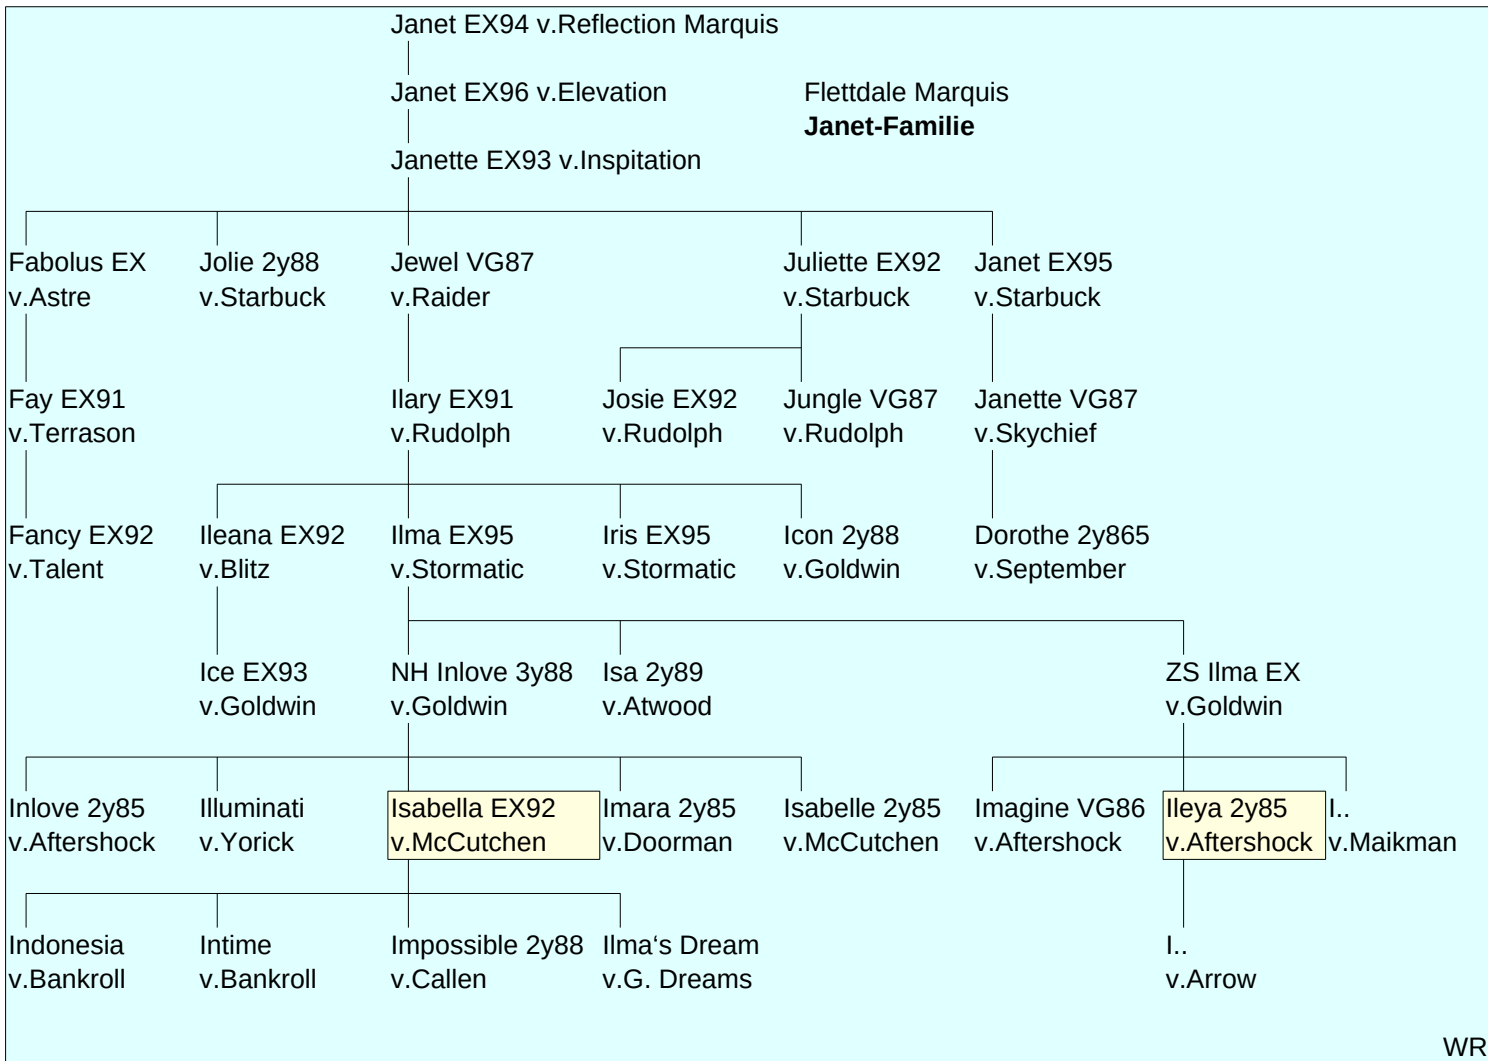 Janet EX94 v.Reflection Marquis
Janet EX96 v.Elevation
Flettdale Marquis
Janet-Familie
Janette EX93 v.Inspitation
Fabolus EX
v.Astre
Jolie 2y88
v.Starbuck
Jewel VG87
v.Raider
Juliette EX92
v.Starbuck
Janet EX95
v.Starbuck
Fay EX91
v.Terrason
Ilary EX91
v.Rudolph
Josie EX92
v.Rudolph
Jungle VG87
v.Rudolph
Janette VG87
v.Skychief
Fancy EX92
v.Talent
Ileana EX92
v.Blitz
Ilma EX95
v.Stormatic
Iris EX95
v.Stormatic
Icon 2y88
v.Goldwin
Dorothe 2y865
v.September
Ice EX93
v.Goldwin
NH Inlove 3y88
v.Goldwin
Isa 2y89
v.Atwood
ZS Ilma EX
v.Goldwin
Inlove 2y85
v.Aftershock
Illuminati
v.Yorick
Isabella EX92
v.McCutchen
Imara 2y85
v.Doorman
Isabelle 2y85
v.McCutchen
Imagine VG86
v.Aftershock
Ileya 2y85
v.Aftershock
I..
v.Maikman
Indonesia
v.Bankroll
Intime
v.Bankroll
Impossible 2y88
v.Callen
Ilma‘s Dream
v.G. Dreams
I..
v.Arrow
WR